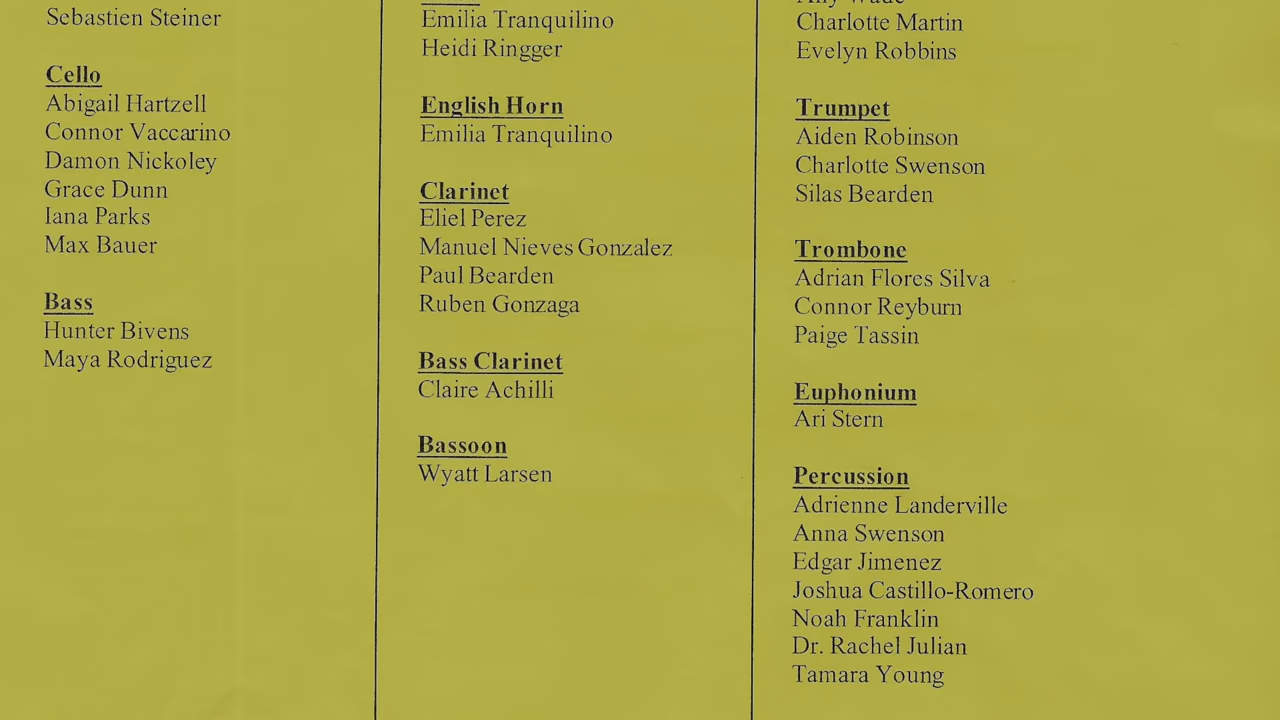 Sebastien Steiner
Cello
Abigail Hartzell
Connor Vaccarino
Damon Nickoley
Grace Dunn
Iana Parks
Max Bauer
Bass
Hunter Bivens
Maya Rodriguez
Emilia Tranquilino
Heidi Ringger
English Horn
Emilia Tranquilino
Clarinet
Eliel Perez
Manuel Nieves Gonzalez
Paul Bearden
Ruben Gonzaga
Bass Clarinet
Claire Achilli
Bassoon
Wyatt Larsen
Charlotte Martin
Evelyn Robbins
Trumpet
Aiden Robinson
Charlotte Swenson
Silas Bearden
Trombone
Adrian Flores Silva
Connor Reyburn
Paige Tassin
Euphonium
Ari Stern
Percussion
Adrienne Landerville
Anna Swenson
Edgar Jimenez
Joshua Castillo-Romero
Noah Franklin
Dr. Rachel Julian
Tamara Young